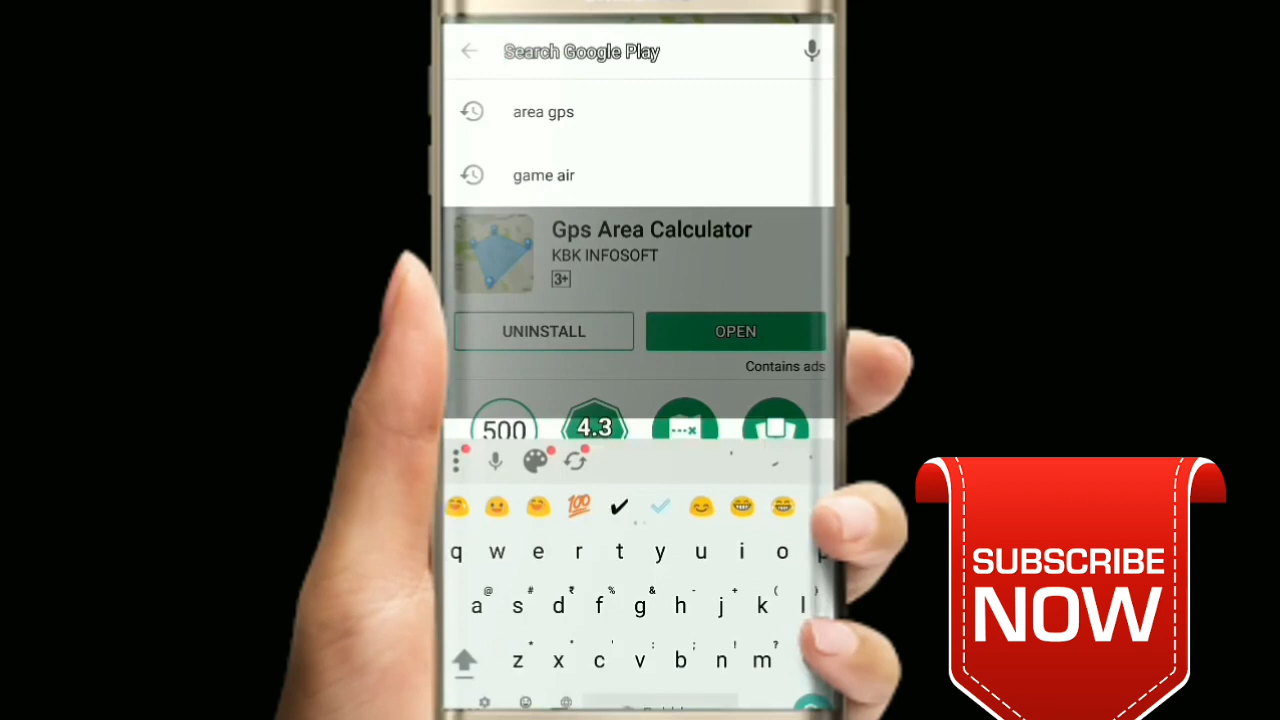 Search Google Play
area gps
game air
Gps Area Calculator
KBK INFOSOFT
3+
UNINSTALL
OPEN
Contains ads
500
4.3
💯
q w e r t y u i o p
@ # ₹ % & - + ( )
a s d f g h j k l
* " ' : ; ! ?
z x c v b n m
SUBSCRIBE
NOW